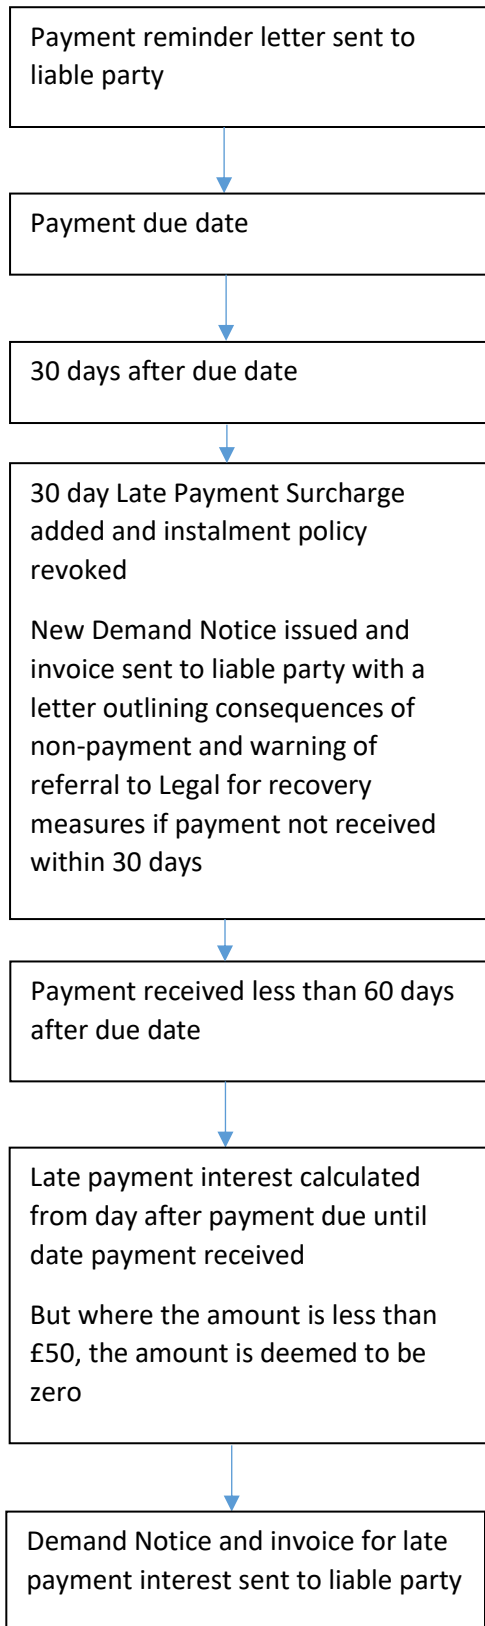 Payment reminder letter sent to
liable party
Payment due date
30 days after due date
30 day Late Payment Surcharge
added and instalment policy
revoked
New Demand Notice issued and
invoice sent to liable party with a
letter outlining consequences of
non-payment and warning of
referral to Legal for recovery
measures if payment not received
within 30 days
Payment received less than 60 days
after due date
Late payment interest calculated
from day after payment due until
date payment received
But where the amount is less than
£50, the amount is deemed to be
zero
Demand Notice and invoice for late
payment interest sent to liable party